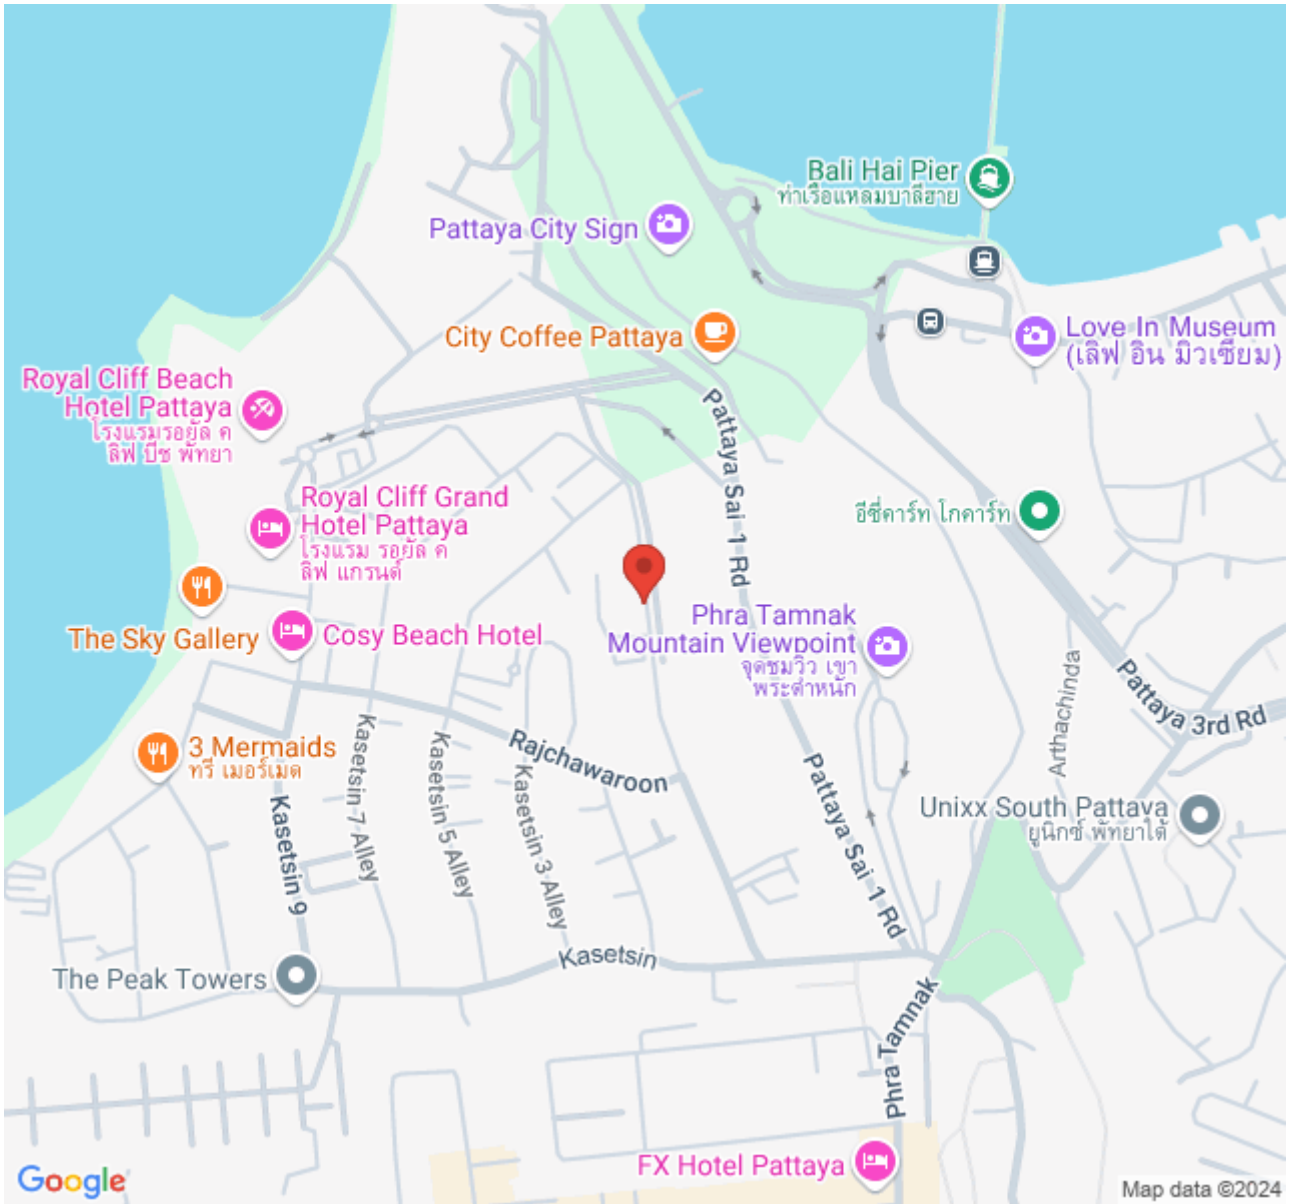 Bali Hai Pier
ท่าเรือแหลมบาลีฮาย
Pattaya City Sign
City Coffee Pattaya
Love In Museum
(เลิฟ อิน มิวเซียม)
Royal Cliff Beach
Hotel Pattaya
โรงแรมรอยัล ค
ลิฟ บีช พัทยา
Pattaya Sai 1 Rd
Royal Cliff Grand
Hotel Pattaya
โรงแรม รอยัล ค
ลิฟ แกรนด์
อีซี่คาร์ท โกคาร์ท
The Sky Gallery
Cosy Beach Hotel
Phra Tamnak
Mountain Viewpoint
จุดชมวิว เขา
พระตำหนัก
Arthachinda
Pattaya 3rd Rd
3 Mermaids
ทรี เมอร์เมด
Kasetsin 9
Kasetsin 7 Alley
Kasetsin 5 Alley
Kasetsin 3 Alley
Rajchawaroon
Pattaya Sai 1 Rd
Unixx South Pattaya
ยูนิกซ์ พัทยาใต้
Kasetsin
The Peak Towers
Phra Tamnak
FX Hotel Pattaya
Google
Map data ©2024